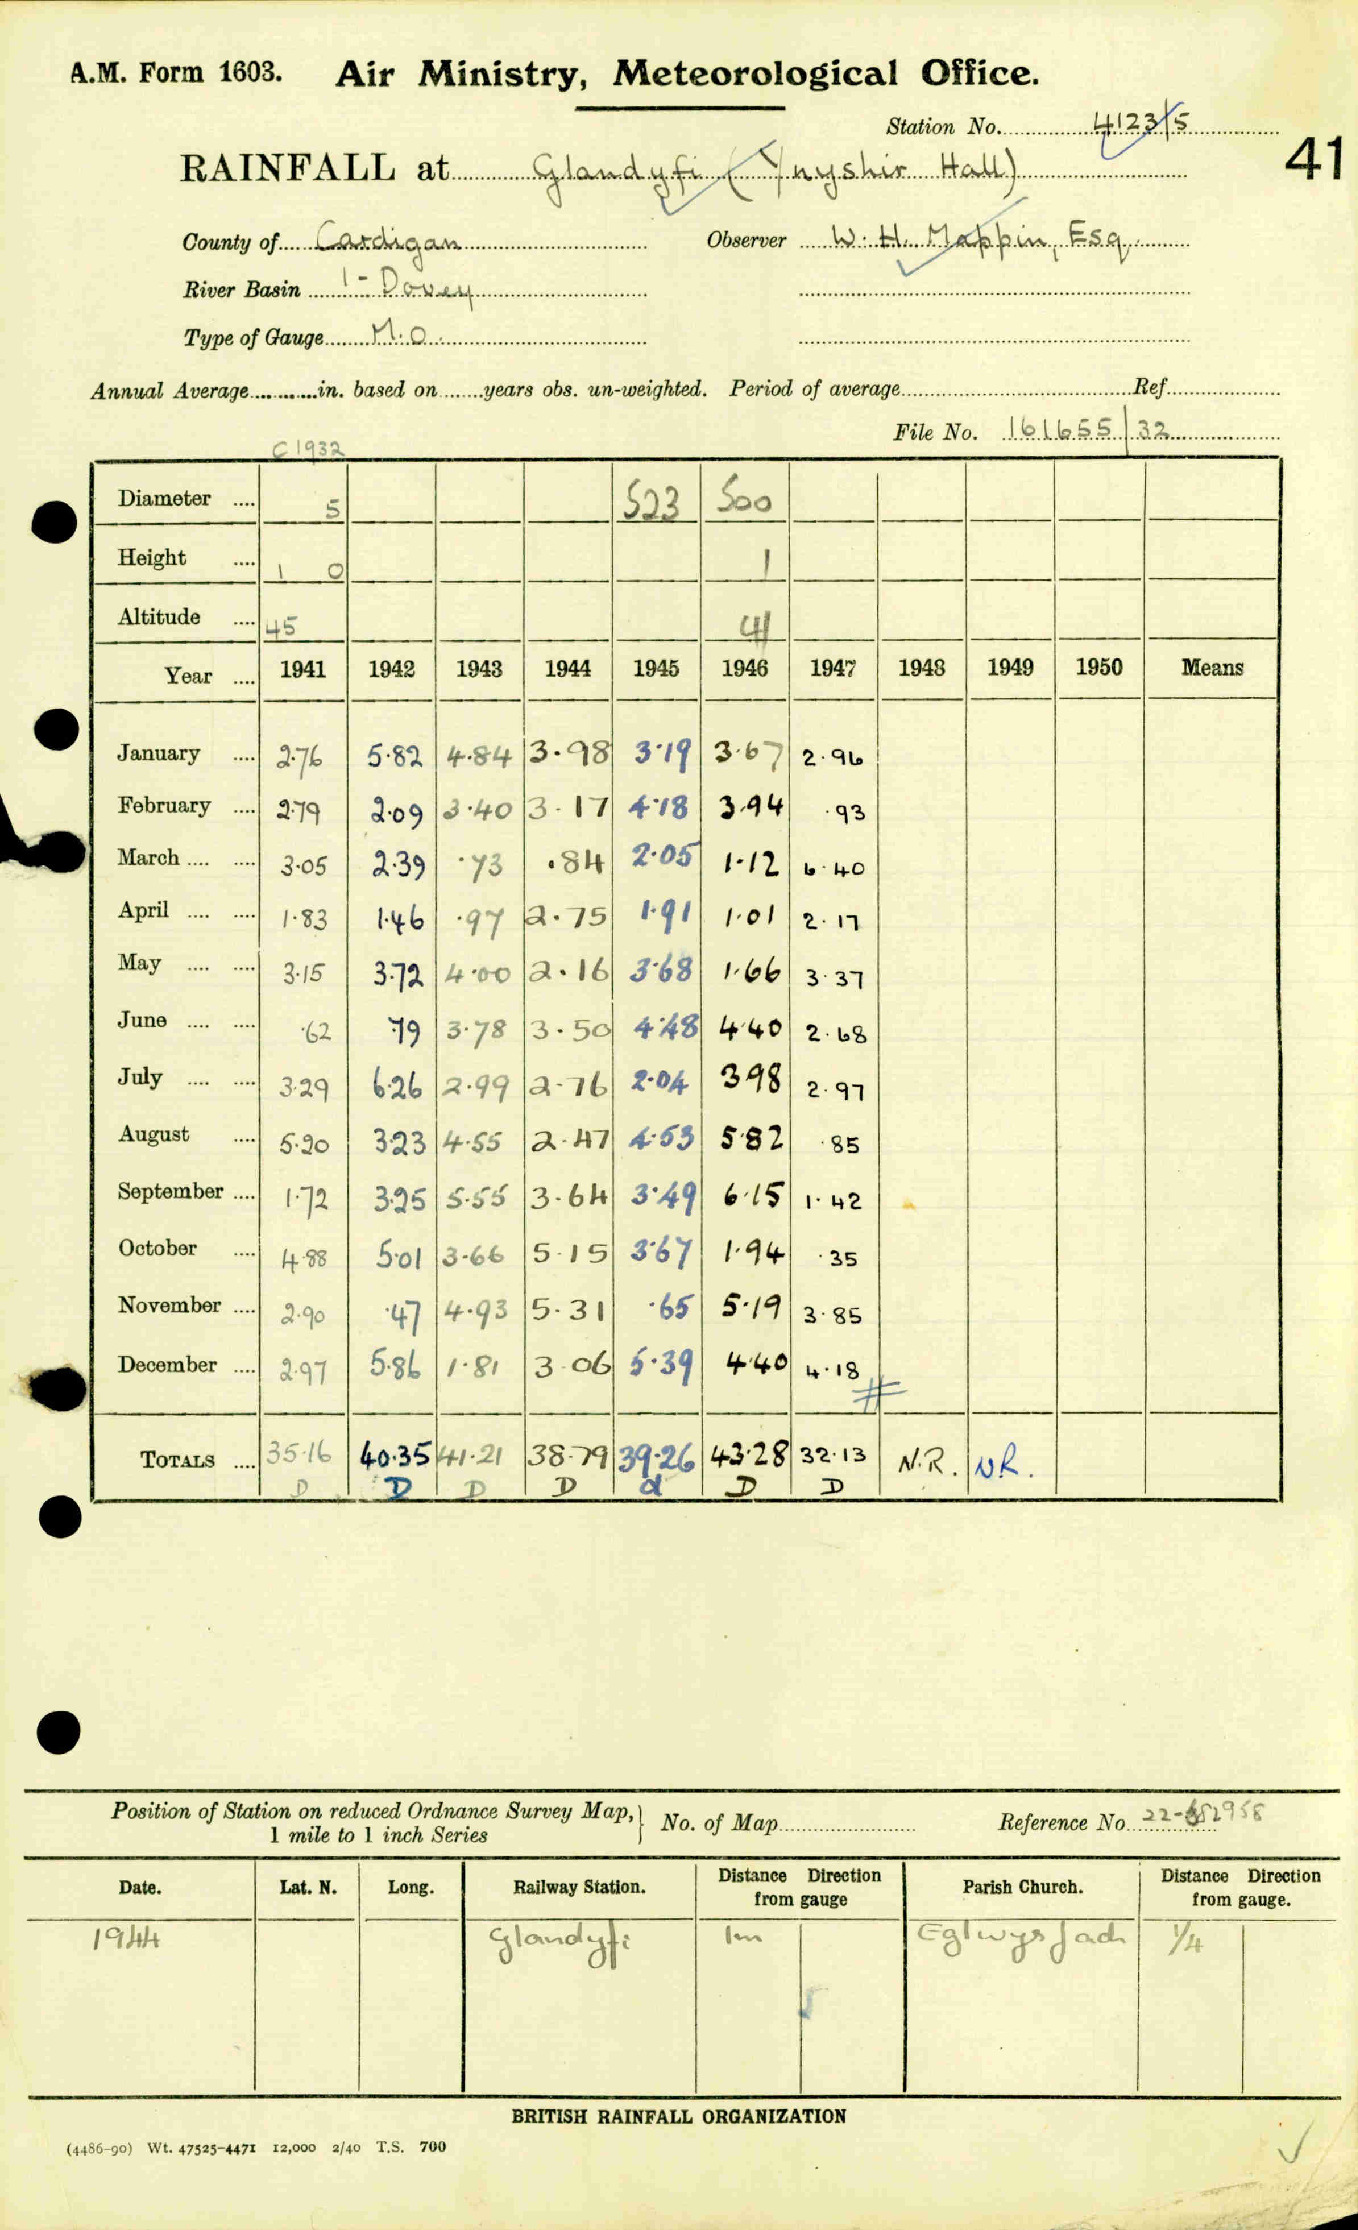 A.M. Form 1603. Air Ministry, Meteorological Office.
Station No. 4123/5
41
RAINFALL at Glandyfi (Ynyshir Hall)
County of Cardigan Observer W. H. Mappin, Esq.
River Basin 1 - Dovey
Type of Gauge M.O.
Annual Average in. based on years obs. un-weighted. Period of average Ref.
File No. 161655/32
C 1932
Diameter 5 523 500
Height 1 0 1
Altitude 45 41
Year 1941 1942 1943 1944 1945 1946 1947 1948 1949 1950 Means
January 2.76 5.82 4.84 3.98 3.19 3.67 2.96
February 2.79 2.09 3.40 3.17 4.18 3.94 .93
March 3.05 2.39 .73 .84 2.05 1.12 6.40
April 1.83 1.46 .97 2.75 1.91 1.01 2.17
May 3.15 3.72 4.00 2.16 3.68 1.66 3.37
June .62 .79 3.78 3.50 4.48 4.40 2.68
July 3.29 6.26 2.99 2.76 2.04 3.98 2.97
August 5.20 3.23 4.55 2.47 4.53 5.82 .85
September 1.72 3.25 5.55 3.64 3.49 6.15 1.42
October 4.88 5.01 3.66 5.15 3.67 1.94 .35
November 2.90 .47 4.93 5.31 .65 5.19 3.85
December 2.97 5.86 1.81 3.06 5.39 4.40 4.18
#
TOTALS 35.16 40.35 41.21 38.79 39.26 43.28 32.13 N.R. N.R.
D D D D d D D
Position of Station on reduced Ordnance Survey Map, 1 mile to 1 inch Series } No. of Map Reference No. 22-682958
Date. Lat. N. Long. Railway Station. Distance Direction from gauge Parish Church. Distance Direction from gauge.
1944 Glandyfi 1m Eglwysfach 1/4
BRITISH RAINFALL ORGANIZATION
(4486-90) Wt. 47525-4471 12,000 2/40 T.S. 700